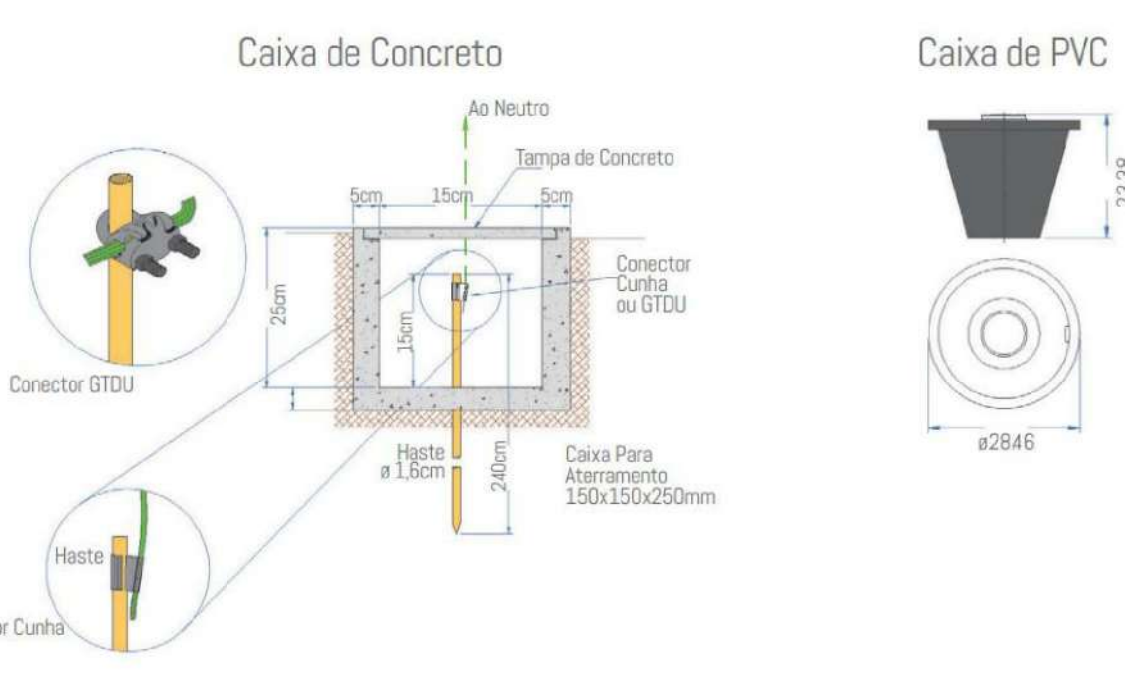 Caixa de Concreto
Caixa de PVC
Ao Neutro
Tampa de Concreto
5cm
15cm
5cm
Conector
Cunha
ou GTDU
25cm
15cm
Conector GTDU
Haste
ø 1,6cm
240cm
Caixa Para
Aterramento
150x150x250mm
ø2846
Haste
Cunha